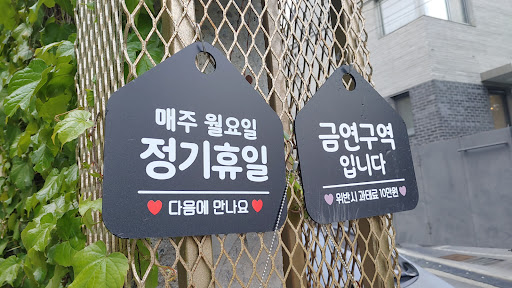 매주 월요일
정기휴일
♥ 다음에 안나요 ♥
금연구역
입니다
♥ 위반시 과태료 10만원 ♥